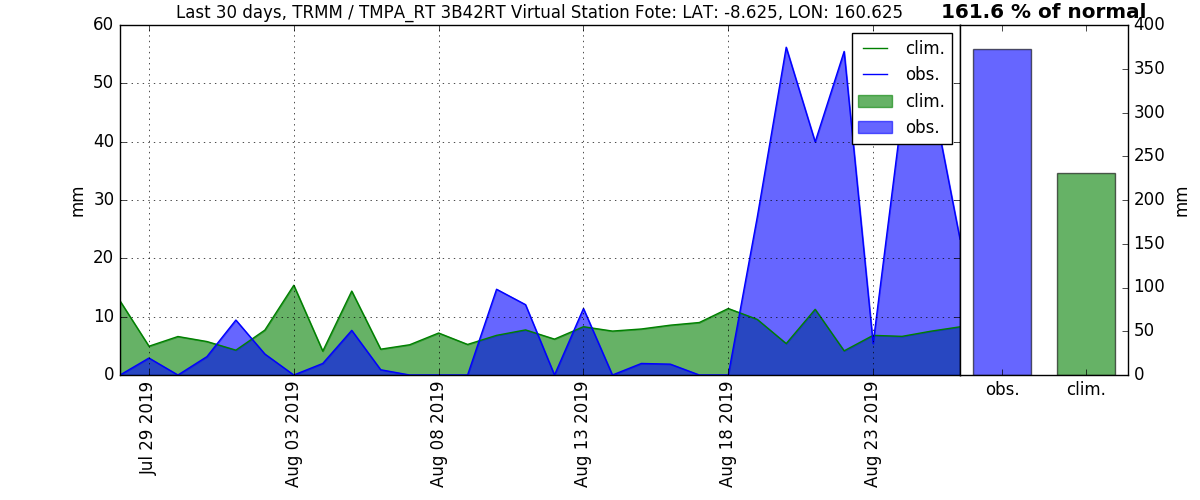 Last 30 days, TRMM / TMPA_RT 3B42RT Virtual Station Fote: LAT: -8.625, LON: 160.625
161.6 % of normal
60
50
40
30
20
10
0
mm
clim.
obs.
clim.
obs.
400
350
300
250
200
150
100
50
0
mm
Jul 29 2019
Aug 03 2019
Aug 08 2019
Aug 13 2019
Aug 18 2019
Aug 23 2019
obs.
clim.